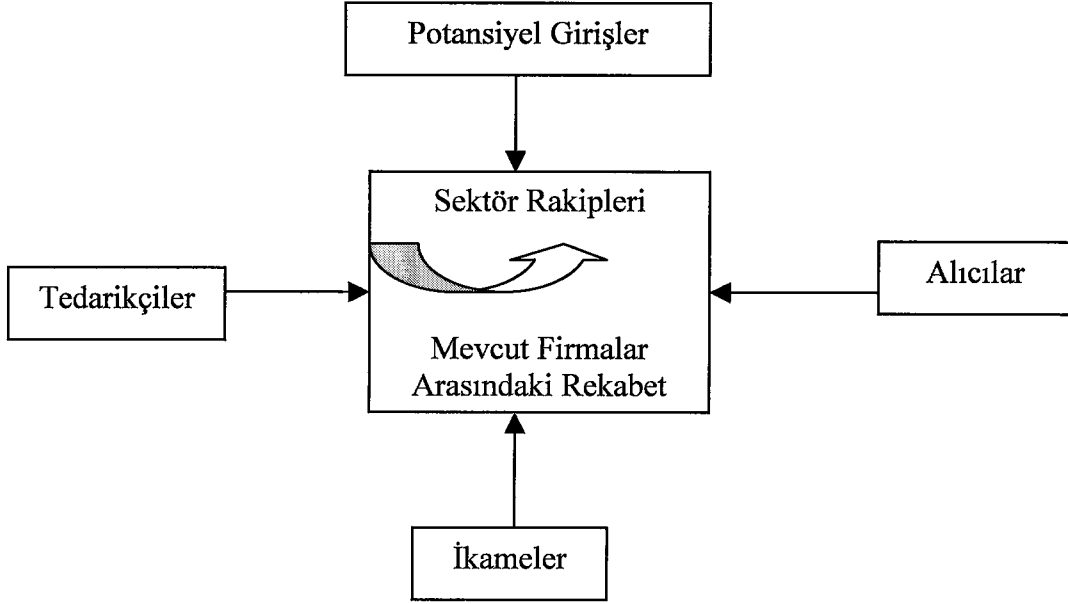 Potansiyel Girişler
Sektör Rakipleri
Tedarikçiler
Alıcılar
Mevcut Firmalar
Arasındaki Rekabet
İkameler